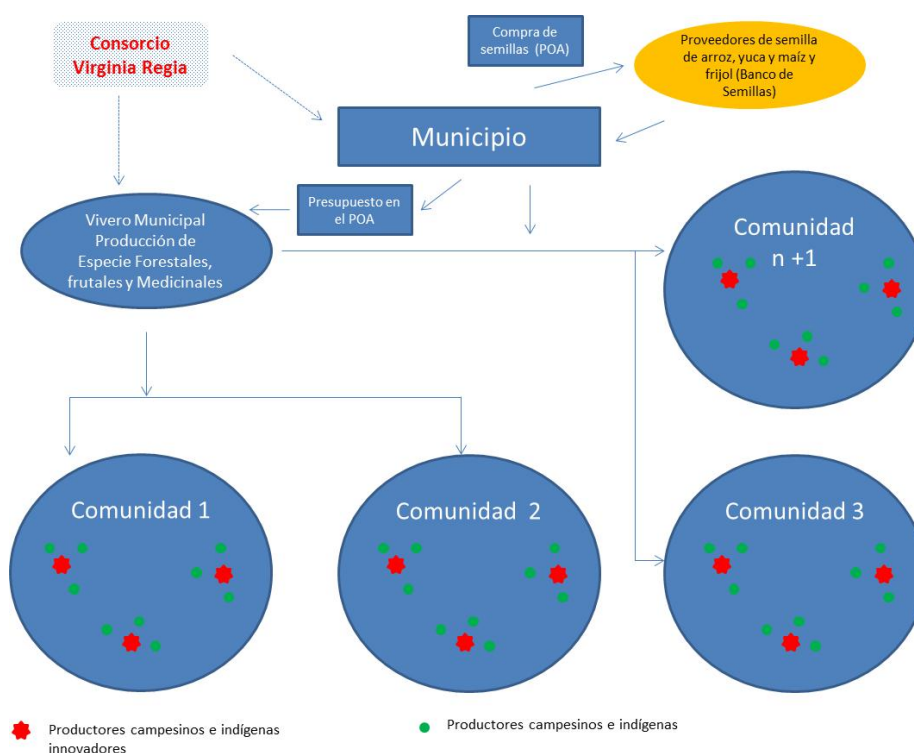 Consorcio
Virginia Regia
Compra de
semillas (POA)
Proveedores de semilla
de arroz, yuca y maíz y
frijol (Banco de
Semillas)
Municipio
Presupuesto en
el POA
Vivero Municipal
Producción de
Especie Forestales,
frutales y Medicinales
Comunidad
n +1
Comunidad 1
Comunidad 2
Comunidad 3
Productores campesinos e indígenas
innovadores
Productores campesinos e indígenas